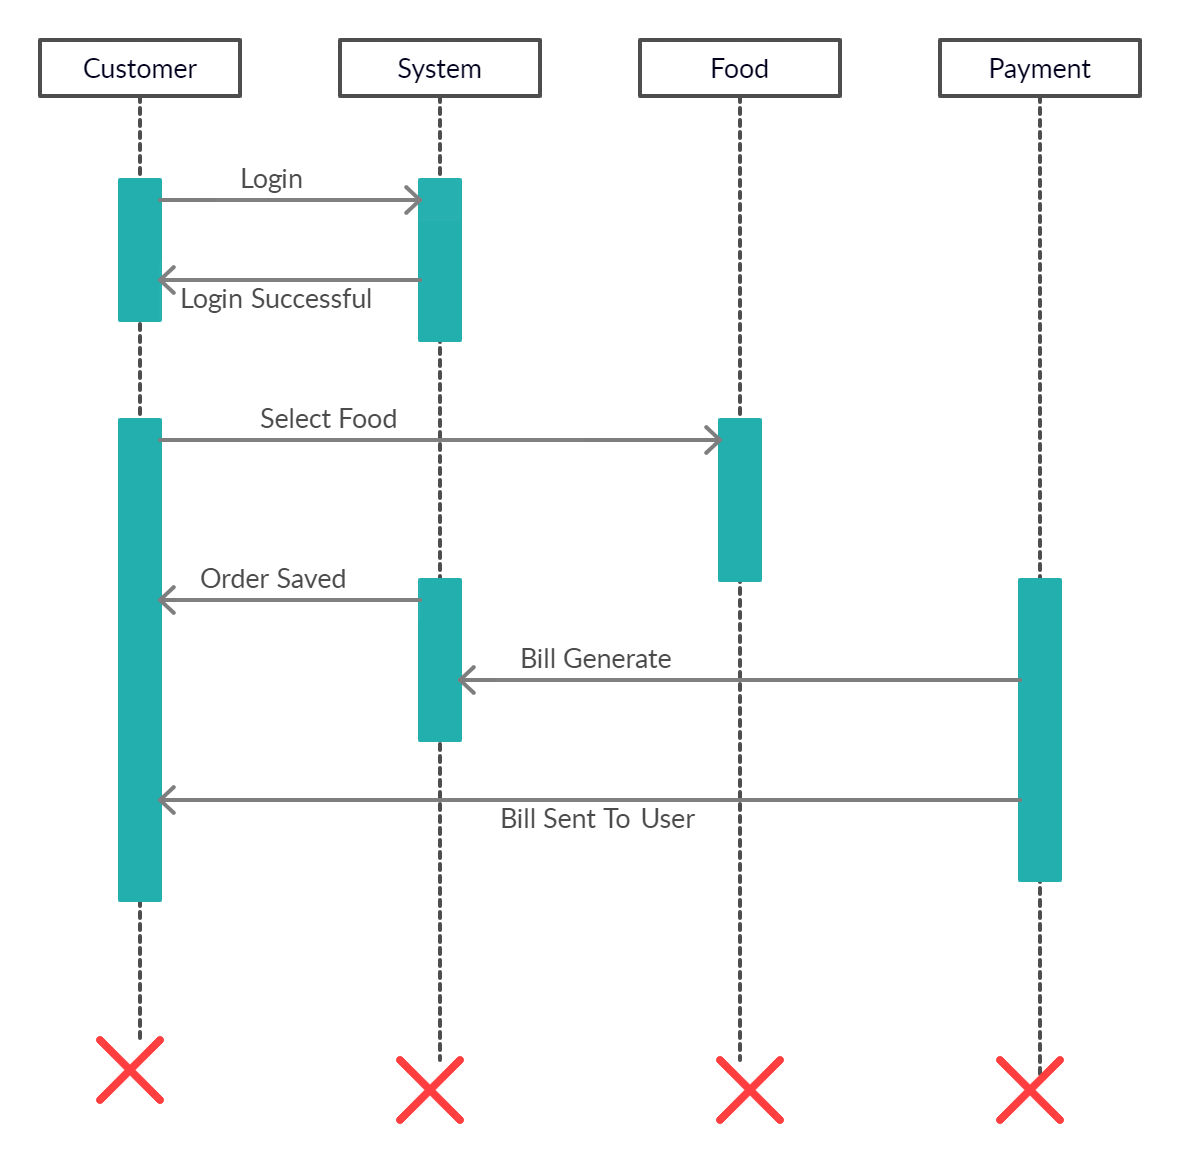 Customer
System
Food
Payment
Login
Login Successful
Select Food
Order Saved
Bill Generate
Bill Sent To User